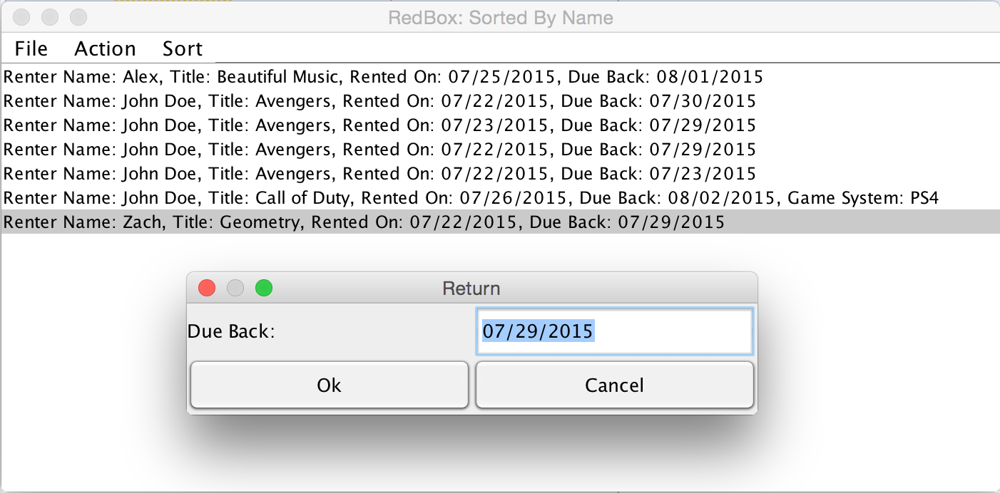 RedBox: Sorted By Name
File Action Sort
Renter Name: Alex, Title: Beautiful Music, Rented On: 07/25/2015, Due Back: 08/01/2015
Renter Name: John Doe, Title: Avengers, Rented On: 07/22/2015, Due Back: 07/30/2015
Renter Name: John Doe, Title: Avengers, Rented On: 07/23/2015, Due Back: 07/29/2015
Renter Name: John Doe, Title: Avengers, Rented On: 07/22/2015, Due Back: 07/29/2015
Renter Name: John Doe, Title: Avengers, Rented On: 07/22/2015, Due Back: 07/23/2015
Renter Name: John Doe, Title: Call of Duty, Rented On: 07/26/2015, Due Back: 08/02/2015, Game System: PS4
Renter Name: Zach, Title: Geometry, Rented On: 07/22/2015, Due Back: 07/29/2015
Return
Due Back: 07/29/2015
Ok Cancel